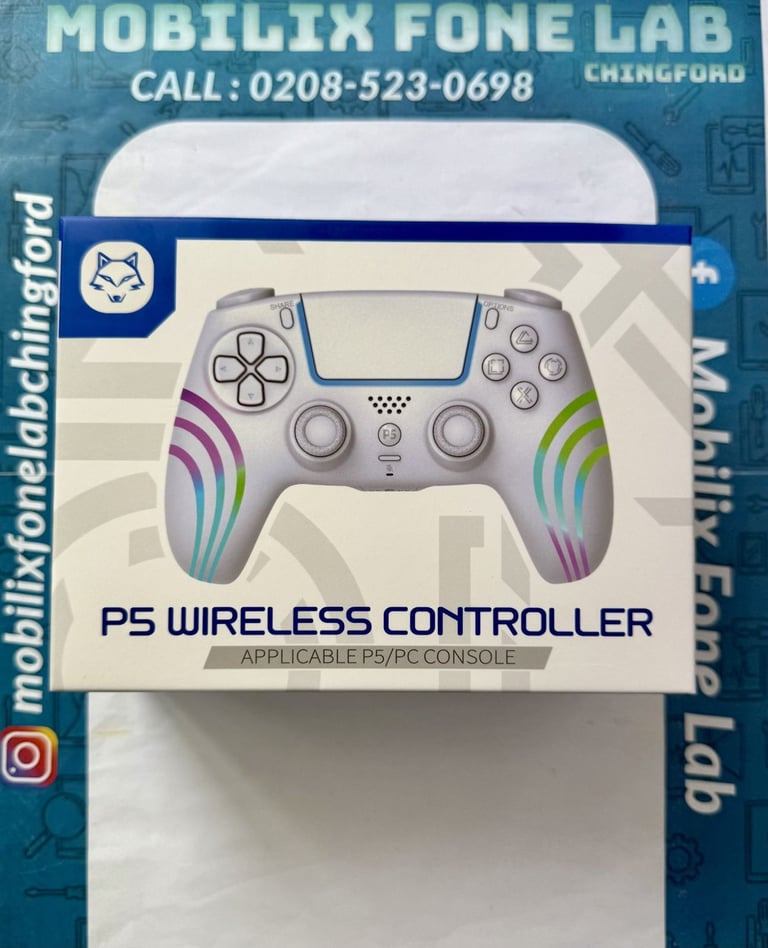 MOBILIX FONE LAB
CHINGFORD
CALL : 0208-523-0698
mobilixfonelabchingford
Mobilix Fone Lab
SHARE
OPTIONS
P5
P5 WIRELESS CONTROLLER
APPLICABLE P5/PC CONSOLE